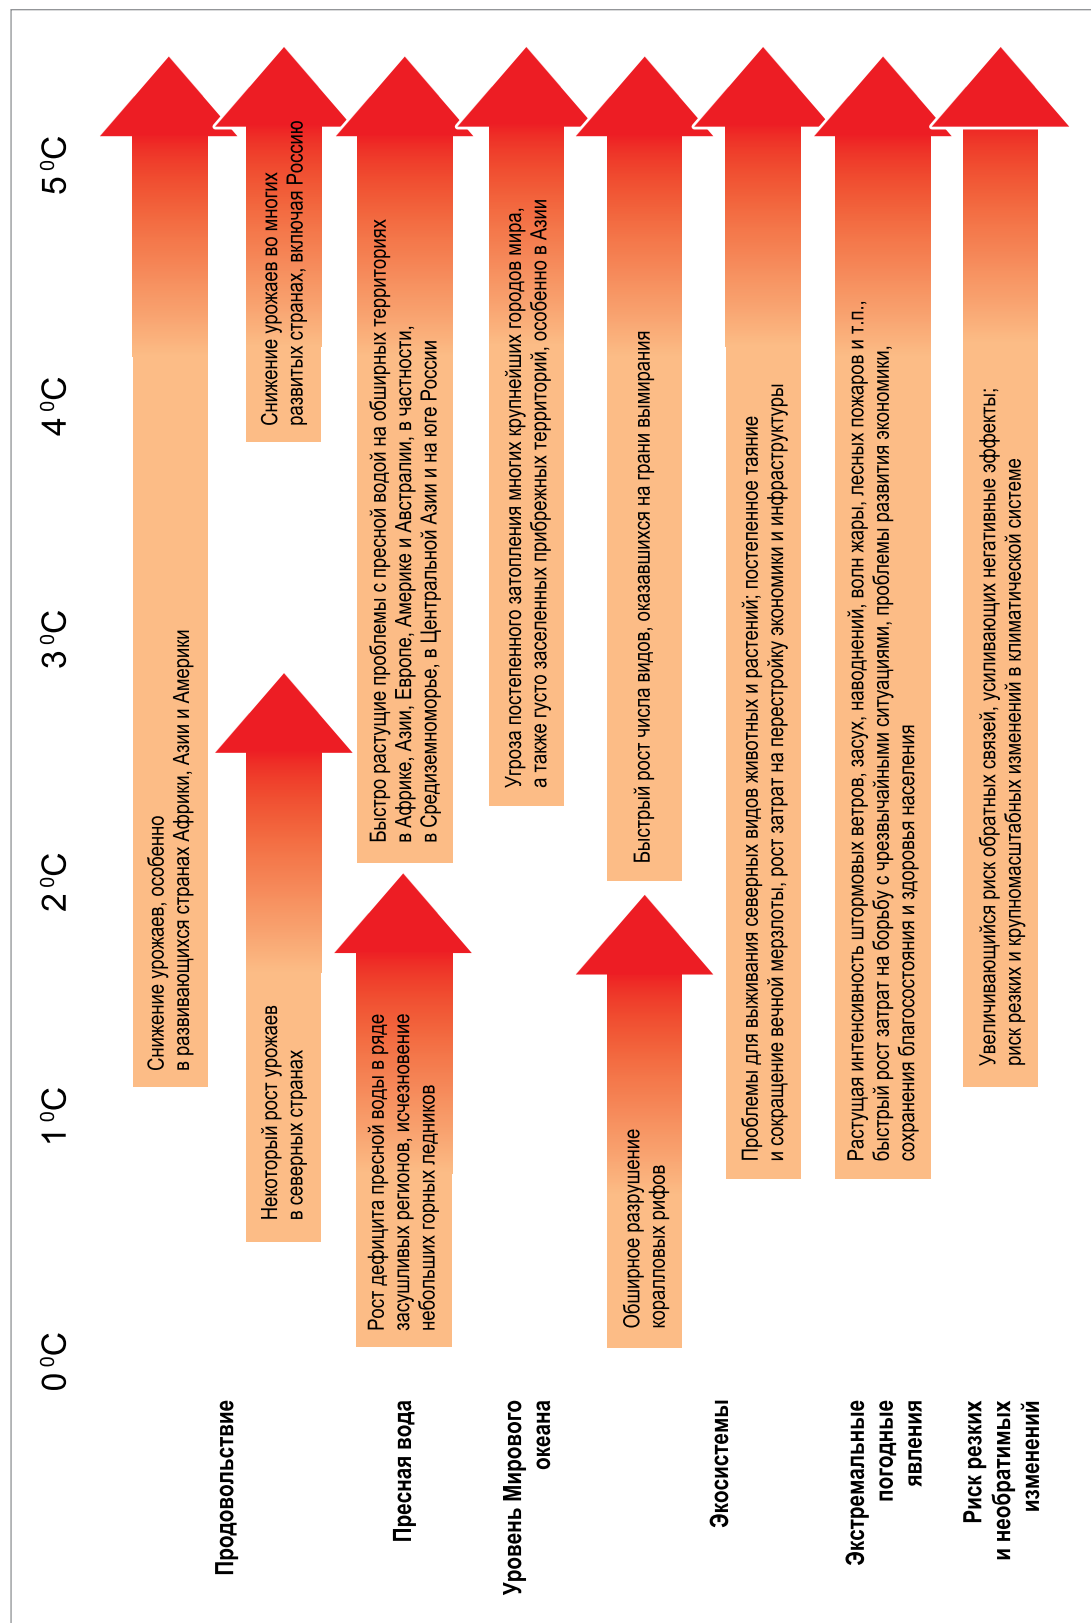 0 ⁰C
1 ⁰C
2 ⁰C
3 ⁰C
4 ⁰C
5 ⁰C
Продовольствие
Снижение урожаев, особенно
в развивающихся странах Африки, Азии и Америки
Некоторый рост урожаев
в северных странах
Снижение урожаев во многих
развитых странах, включая Россию
Пресная вода
Рост дефицита пресной воды в ряде
засушливых регионов, исчезновение
небольших горных ледников
Быстро растущие проблемы с пресной водой на обширных территориях
в Африке, Азии, Европе, Америке и Австралии, в частности,
в Средиземноморье, в Центральной Азии и на юге России
Уровень Мирового
океана
Угроза постепенного затопления многих крупнейших городов мира,
а также густо заселенных прибрежных территорий, особенно в Азии
Экосистемы
Обширное разрушение
коралловых рифов
Быстрый рост числа видов, оказавшихся на грани вымирания
Проблемы для выживания северных видов животных и растений; постепенное таяние
и сокращение вечной мерзлоты, рост затрат на перестройку экономики и инфраструктуры
Экстремальные
погодные
явления
Растущая интенсивность штормовых ветров, засух, наводнений, волн жары, лесных пожаров и т.п.,
быстрый рост затрат на борьбу с чрезвычайными ситуациями, проблемы развития экономики,
сохранения благосостояния и здоровья населения
Риск резких
и необратимых
изменений
Увеличивающийся риск обратных связей, усиливающих негативные эффекты;
риск резких и крупномасштабных изменений в климатической системе